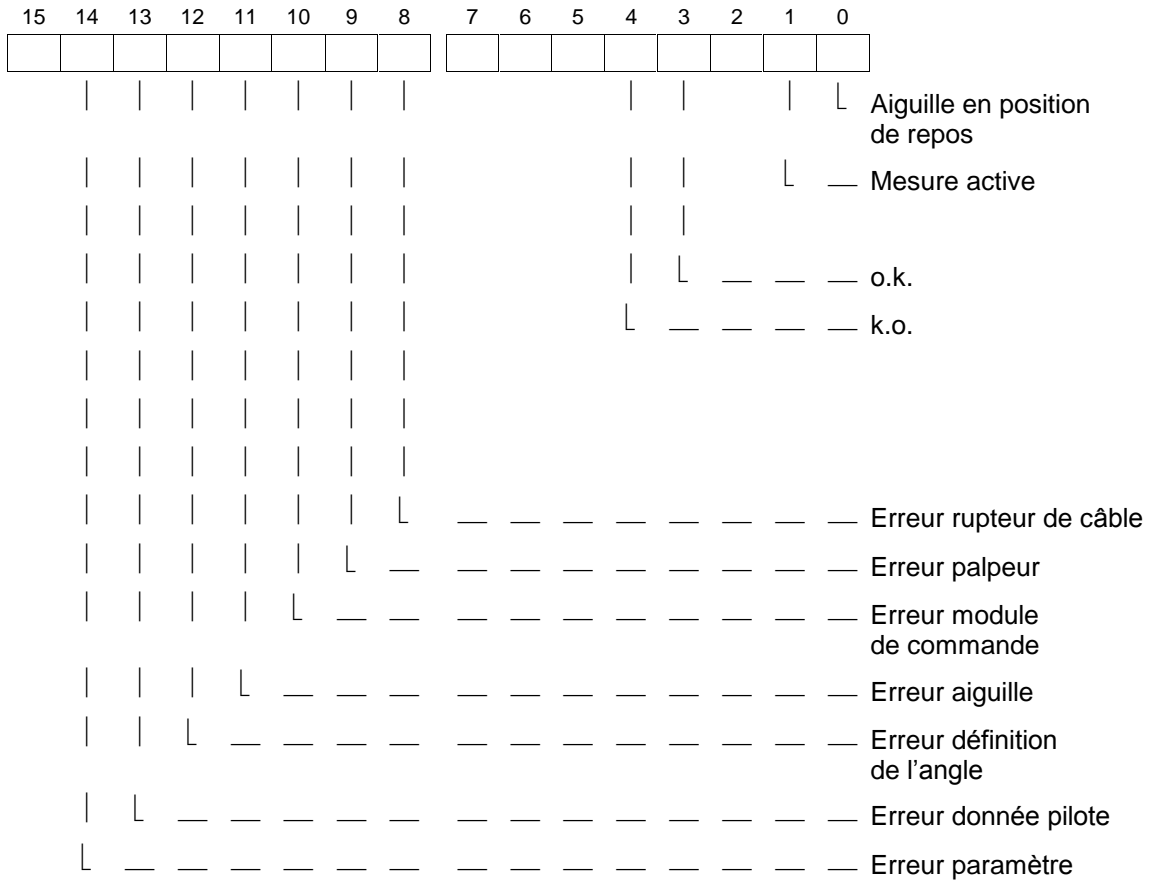 15 14 13 12 11 10 9 8 7 6 5 4 3 2 1 0
Aiguille en position
de repos
Mesure active
o.k.
k.o.
Erreur rupteur de câble
Erreur palpeur
Erreur module
de commande
Erreur aiguille
Erreur définition
de l'angle
Erreur donnée pilote
Erreur paramètre